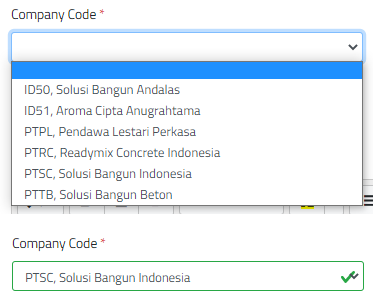 Company Code *
ID50, Solusi Bangun Andalas
ID51, Aroma Cipta Anugrahtama
PTPL, Pendawa Lestari Perkasa
PTRC, Readymix Concrete Indonesia
PTSC, Solusi Bangun Indonesia
PTTB, Solusi Bangun Beton
Company Code *
PTSC, Solusi Bangun Indonesia